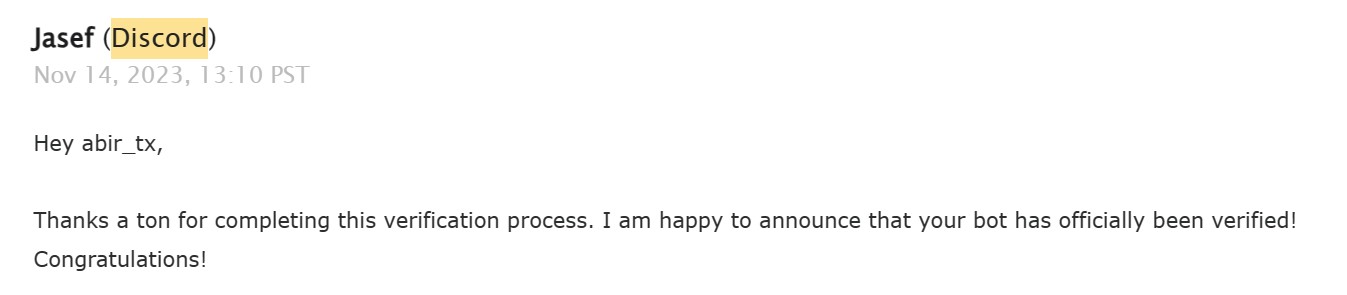 Jasef (Discord)
Nov 14, 2023, 13:10 PST
Hey abir_tx,
Thanks a ton for completing this verification process. I am happy to announce that your bot has officially been verified!
Congratulations!